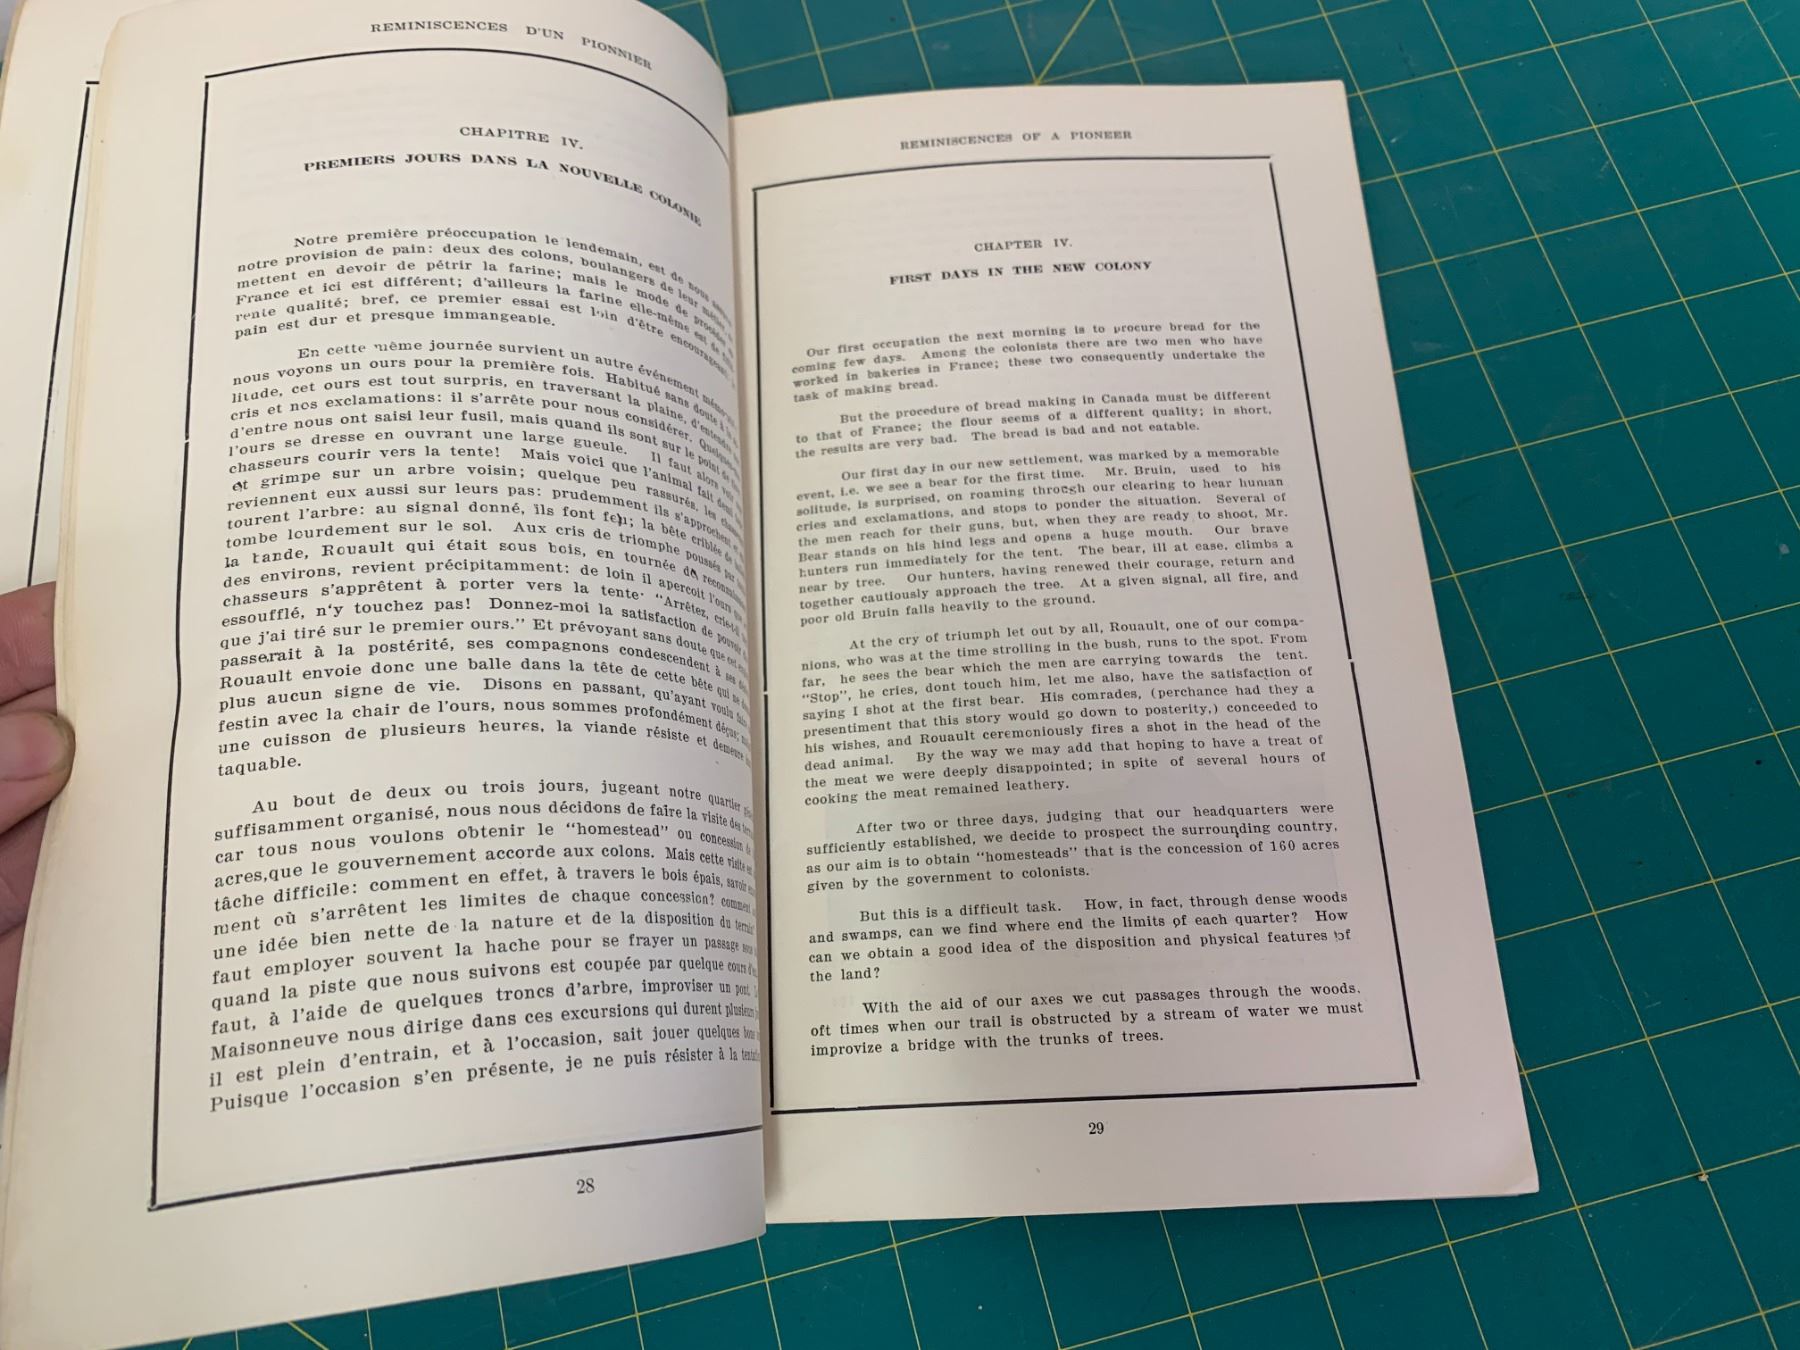 REMINISCENCES D'UN PIONNIER
CHAPITRE IV.
PREMIERS JOURS DANS LA NOUVELLE COLONIE
Notre première préoccupation le lendemain, est de nous
notre provision de pain: deux des colons, boulangers de leur
mettent en devoir de pétrir la farine; mais le mode de
France et ici est différent; d'ailleurs la farine elle-même est de
rente qualité; bref, ce premier essai est loin d'être
pain est dur et presque immangeable.
En cette même journée survient un autre événement
nous voyons un ours pour la première fois. Habitué sans doute à
litude, cet ours est tout surpris, en traversant la plaine, d'entendre
cris et nos exclamations: il s'arrête pour nous considérer.
d'entre nous ont saisi leur fusil, mais quand ils sont sur le point de
l'ours se dresse en ouvrant une large gueule. Il faut alors voir
chasseurs courir vers la tente! Mais voici que l'animal fait
et grimpe sur un arbre voisin; quelque peu rassurés, les
reviennent eux aussi sur leurs pas: prudemment ils s'approchent
tourent l'arbre: au signal donné, ils font feu; la bête criblée de
tombe lourdement sur le sol. Aux cris de triomphe poussés par
la bande, Rouault qui était sous bois, en tournée de
des environs, revient précipitamment: de loin il aperçoit l'ours que
chasseurs s'apprêtent à porter vers la tente. "Arrêtez,
essoufflé, n'y touchez pas! Donnez-moi la satisfaction de pouvoir
que j'ai tiré sur le premier ours." Et prévoyant sans doute que
passerait à la postérité, ses compagnons condescendent à ses
Rouault envoie donc une balle dans la tête de cette bête qui ne
plus aucun signe de vie. Disons en passant, qu'ayant voulu
festin avec la chair de l'ours, nous sommes profondément déçus;
une cuisson de plusieurs heures, la viande résiste et demeure
taquable.
Au bout de deux ou trois jours, jugeant notre quartier
suffisamment organisé, nous nous décidons de faire la visite des
car tous nous voulons obtenir le "homestead" ou concession de
acres,que le gouvernement accorde aux colons. Mais cette visite est
tâche difficile: comment en effet, à travers le bois épais, savoir
ment où s'arrêtent les limites de chaque concession?
une idée bien nette de la nature et de la disposition du terrain
faut employer souvent la hache pour se frayer un passage
quand la piste que nous suivons est coupée par quelque cours
faut, à l'aide de quelques troncs d'arbre, improviser un pont.
Maisonneuve nous dirige dans ces excursions qui durent plusieurs
il est plein d'entrain, et à l'occasion, sait jouer quelques bons
Puisque l'occasion s'en présente, je ne puis résister à la
28
REMINISCENCES OF A PIONEER
CHAPTER IV.
FIRST DAYS IN THE NEW COLONY
Our first occupation the next morning is to procure bread for the
coming few days. Among the colonists there are two men who have
worked in bakeries in France; these two consequently undertake the
task of making bread.
But the procedure of bread making in Canada must be different
to that of France; the flour seems of a different quality; in short,
the results are very bad. The bread is bad and not eatable.
Our first day in our new settlement, was marked by a memorable
event, i.e. we see a bear for the first time. Mr. Bruin, used to his
solitude, is surprised, on roaming through our clearing to hear human
cries and exclamations, and stops to ponder the situation. Several of
the men reach for their guns, but, when they are ready to shoot, Mr.
Bear stands on his hind legs and opens a huge mouth. Our brave
hunters run immediately for the tent. The bear, ill at ease, climbs a
near by tree. Our hunters, having renewed their courage, return and
together cautiously approach the tree. At a given signal, all fire, and
poor old Bruin falls heavily to the ground.
At the cry of triumph let out by all, Rouault, one of our compa-
nions, who was at the time strolling in the bush, runs to the spot. From
far, he sees the bear which the men are carrying towards the tent.
"Stop", he cries, dont touch him, let me also, have the satisfaction of
saying I shot at the first bear. His comrades, (perchance had they a
presentiment that this story would go down to posterity,) conceeded to
his wishes, and Rouault ceremoniously fires a shot in the head of the
dead animal. By the way we may add that hoping to have a treat of
the meat we were deeply disappointed; in spite of several hours of
cooking the meat remained leathery.
After two or three days, judging that our headquarters were
sufficiently established, we decide to prospect the surrounding country,
as our aim is to obtain "homesteads" that is the concession of 160 acres
given by the government to colonists.
But this is a difficult task. How, in fact, through dense woods
and swamps, can we find where end the limits of each quarter? How
can we obtain a good idea of the disposition and physical features of
the land?
With the aid of our axes we cut passages through the woods.
oft times when our trail is obstructed by a stream of water we must
improvize a bridge with the trunks of trees.
29